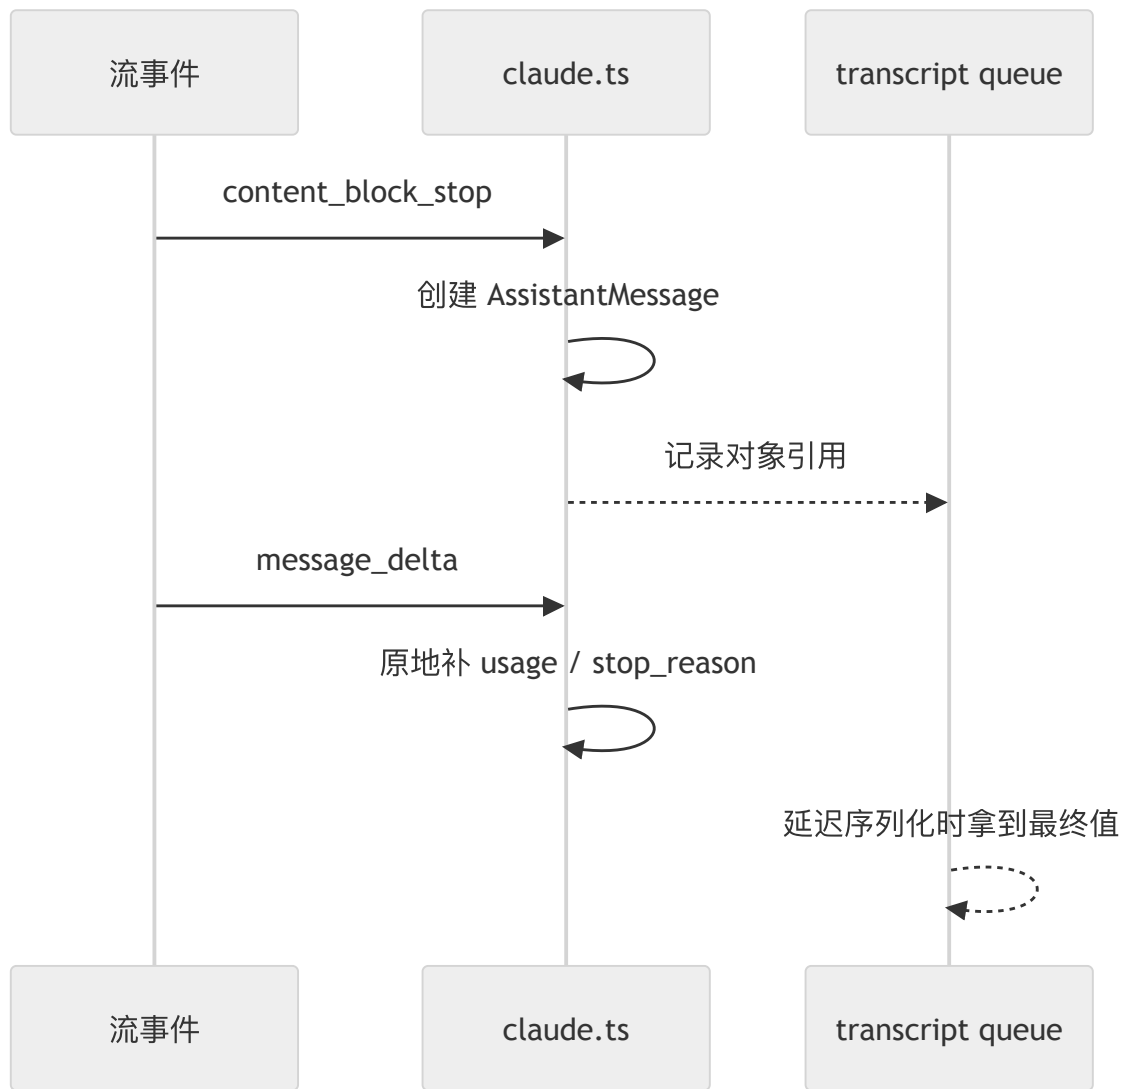 流事件
claude.ts
transcript queue
content_block_stop
创建 AssistantMessage
记录对象引用
message_delta
原地补 usage / stop_reason
延迟序列化时拿到最终值
流事件
claude.ts
transcript queue